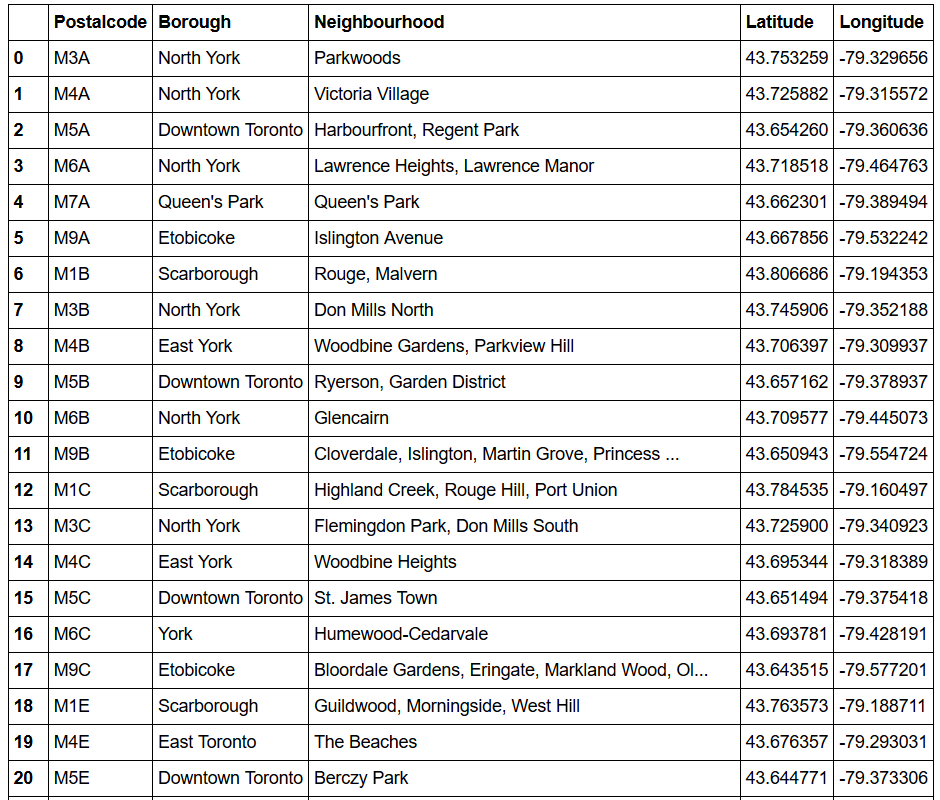 Postalcode Borough Neighbourhood Latitude Longitude
0 M3A North York Parkwoods 43.753259 -79.329656
1 M4A North York Victoria Village 43.725882 -79.315572
2 M5A Downtown Toronto Harbourfront, Regent Park 43.654260 -79.360636
3 M6A North York Lawrence Heights, Lawrence Manor 43.718518 -79.464763
4 M7A Queen's Park Queen's Park 43.662301 -79.389494
5 M9A Etobicoke Islington Avenue 43.667856 -79.532242
6 M1B Scarborough Rouge, Malvern 43.806686 -79.194353
7 M3B North York Don Mills North 43.745906 -79.352188
8 M4B East York Woodbine Gardens, Parkview Hill 43.706397 -79.309937
9 M5B Downtown Toronto Ryerson, Garden District 43.657162 -79.378937
10 M6B North York Glencairn 43.709577 -79.445073
11 M9B Etobicoke Cloverdale, Islington, Martin Grove, Princess ... 43.650943 -79.554724
12 M1C Scarborough Highland Creek, Rouge Hill, Port Union 43.784535 -79.160497
13 M3C North York Flemingdon Park, Don Mills South 43.725900 -79.340923
14 M4C East York Woodbine Heights 43.695344 -79.318389
15 M5C Downtown Toronto St. James Town 43.651494 -79.375418
16 M6C York Humewood-Cedarvale 43.693781 -79.428191
17 M9C Etobicoke Bloordale Gardens, Eringate, Markland Wood, Ol... 43.643515 -79.577201
18 M1E Scarborough Guildwood, Morningside, West Hill 43.763573 -79.188711
19 M4E East Toronto The Beaches 43.676357 -79.293031
20 M5E Downtown Toronto Berczy Park 43.644771 -79.373306